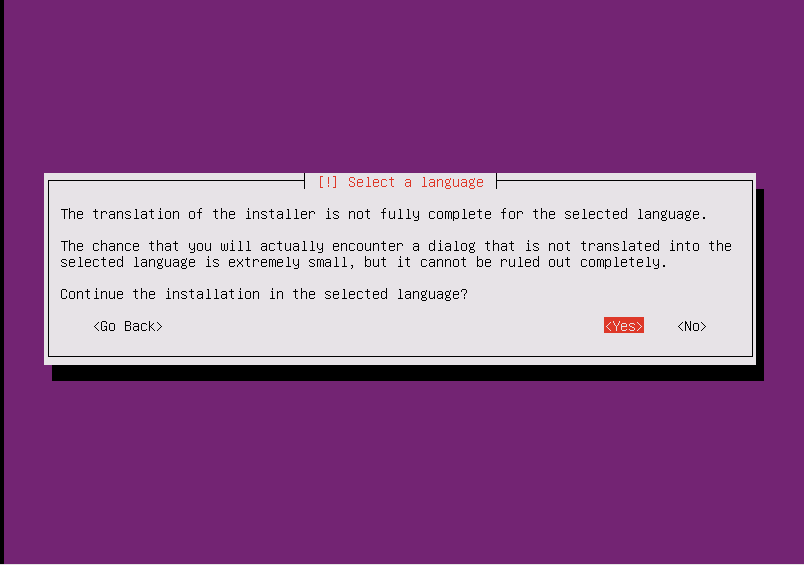 [!] Select a language
The translation of the installer is not fully complete for the selected language.
The chance that you will actually encounter a dialog that is not translated into the
selected language is extremely small, but it cannot be ruled out completely.
Continue the installation in the selected language?
<Go Back> <Yes> <No>